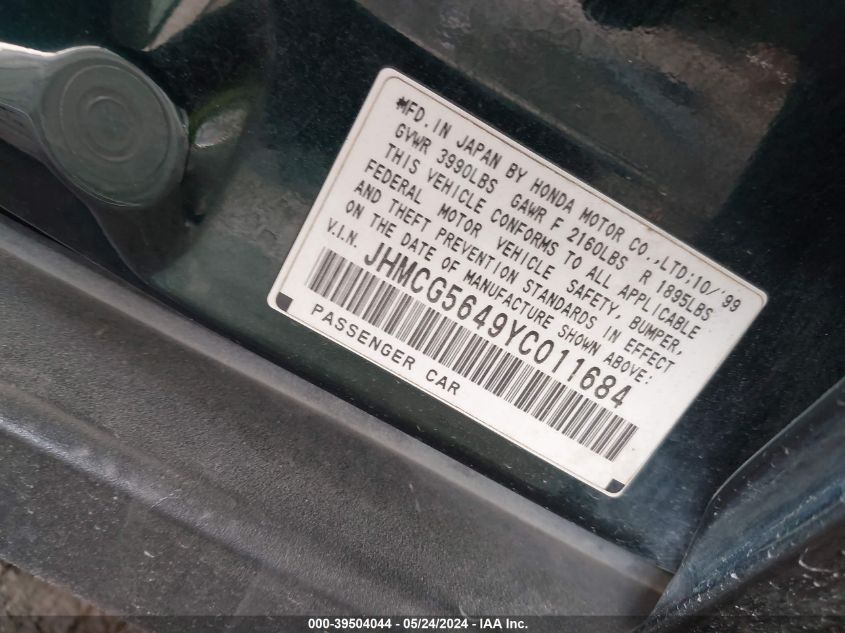 *MFD. IN JAPAN BY HONDA MOTOR CO., LTD; 10/'99
GVWR 3990LBS GAWR F 2160LBS R 1895LBS
THIS VEHICLE CONFORMS TO ALL APPLICABLE
FEDERAL MOTOR VEHICLE SAFETY, BUMPER,
AND THEFT PREVENTION STANDARDS IN EFFECT
ON THE DATE OF MANUFACTURE SHOWN ABOVE:
V.I.N. JHMCG5649YC011684
PASSENGER CAR
000-39504044 / 05/24/2024 - IAA Inc.